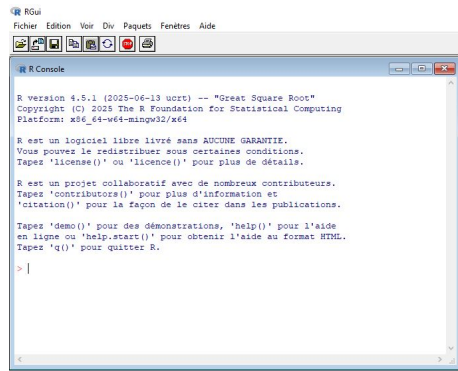 RGui
Fichier Edition Voir Div Paquets Fenêtres Aide
R Console
R version 4.5.1 (2025-06-13 ucrt) -- "Great Square Root"
Copyright (C) 2025 The R Foundation for Statistical Computing
Platform: x86_64-w64-mingw32/x64
R est un logiciel libre livré sans AUCUNE GARANTIE.
Vous pouvez le redistribuer sous certaines conditions.
Tapez 'license()' ou 'licence()' pour plus de détails.
R est un projet collaboratif avec de nombreux contributeurs.
Tapez 'contributors()' pour plus d'information et
'citation()' pour la façon de le citer dans les publications.
Tapez 'demo()' pour des démonstrations, 'help()' pour l'aide
en ligne ou 'help.start()' pour obtenir l'aide au format HTML.
Tapez 'q()' pour quitter R.
>